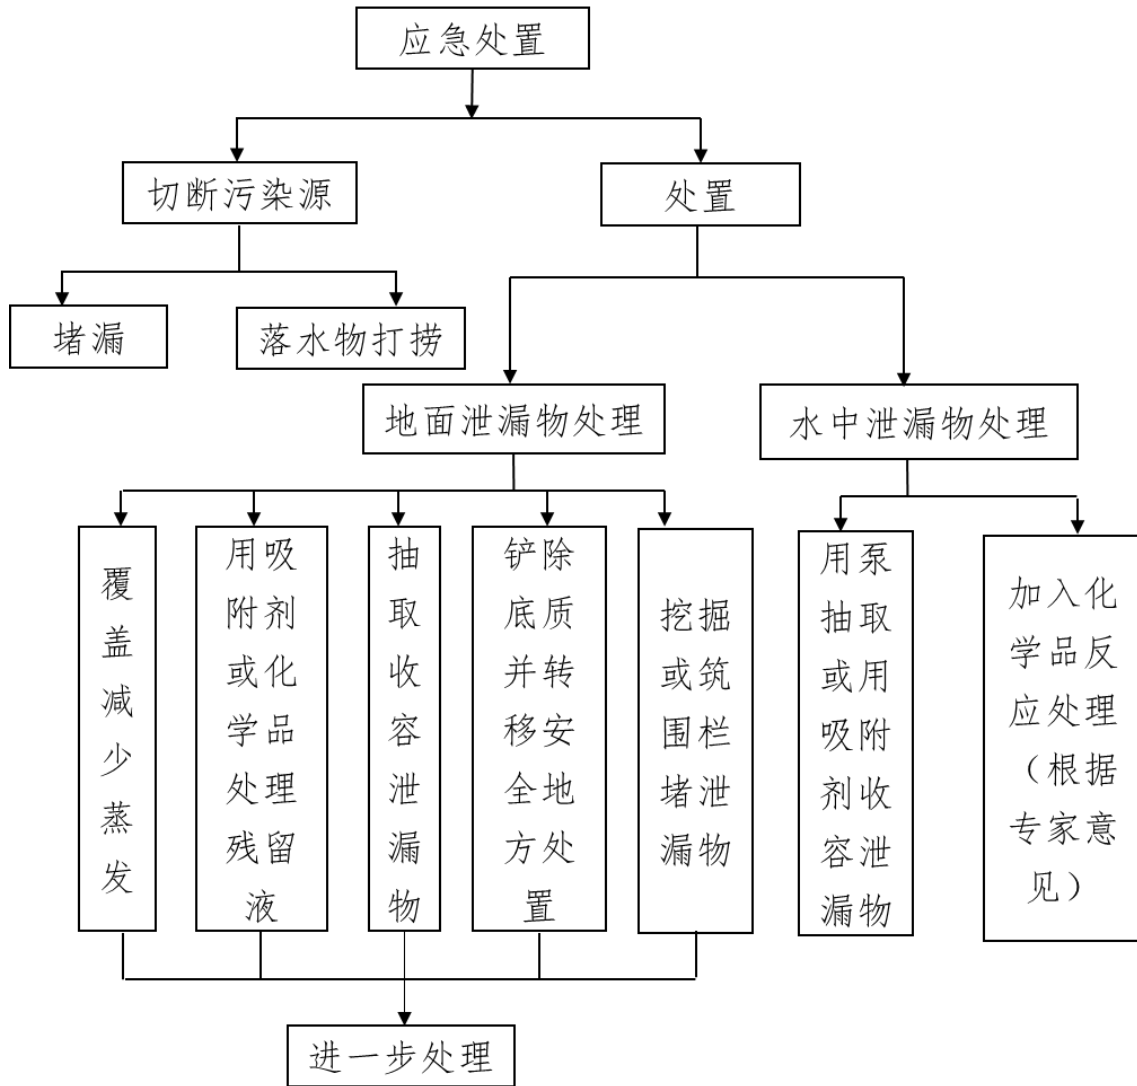 应急处置
切断污染源
处置
堵漏
落水物打捞
地面泄漏物处理
水中泄漏物处理
覆
盖
减
少
蒸
发
用吸
附剂
或化
学品
处理
残留
液
抽
取
收
容
泄
漏
物
铲除
底质
并转
移安
全地
方处
置
挖掘
或筑
围栏
堵泄
漏物
用泵
抽取
或用
吸附
剂收
容泄
漏物
加入化
学品反
应处理
（根据
专家意
见）
进一步处理